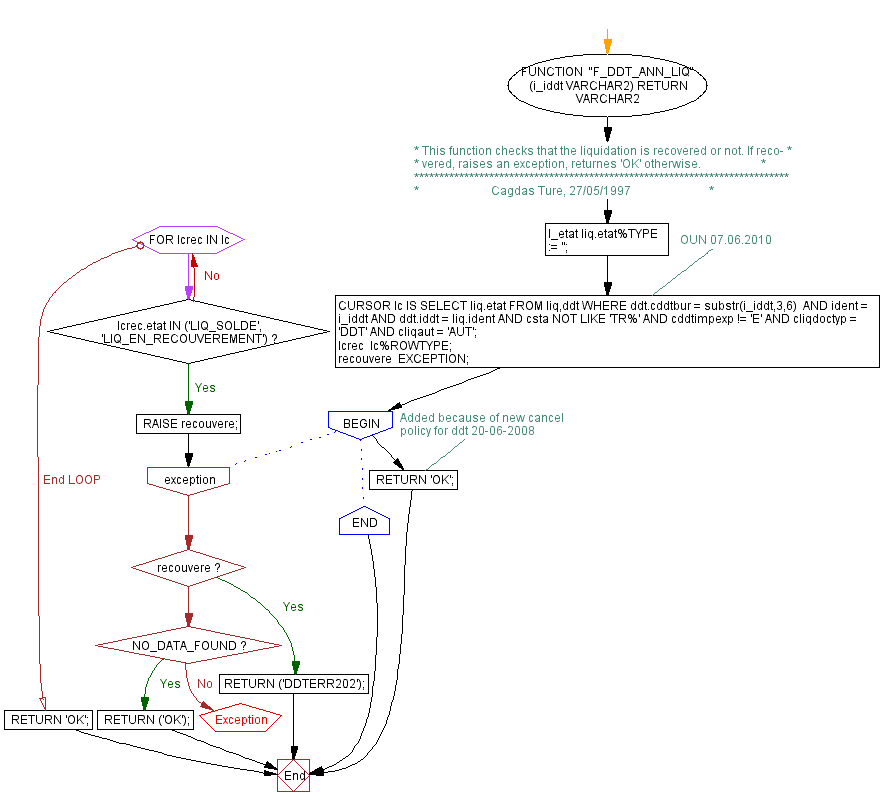 FUNCTION "F_DDT_ANN_LIQ"
(i_iddt VARCHAR2) RETURN
VARCHAR2
* This function checks that the liquidation is recovered or not. If reco- *
* vered, raises an exception, returnes 'OK' otherwise. *
***************************************************************************
* Cagdas Ture, 27/05/1997 *
l_etat liq.etat%TYPE
:= '';
OUN 07.06.2010
CURSOR lc IS SELECT liq.etat FROM liq,ddt WHERE ddt.cddtbur = substr(i_iddt,3,6) AND ident =
i_iddt AND ddt.iddt = liq.ident AND csta NOT LIKE 'TR%' AND cddtimpexp != 'E' AND cliqdoctyp =
'DDT' AND cliqaut = 'AUT';
lcrec lc%ROWTYPE;
recouvere EXCEPTION;
FOR lcrec IN lc
No
lcrec.etat IN ('LIQ_SOLDE',
'LIQ_EN_RECOUVEREMENT') ?
Yes
RAISE recouvere;
exception
BEGIN
Added because of new cancel
policy for ddt 20-06-2008
RETURN 'OK';
END
End LOOP
recouvere ?
Yes
NO_DATA_FOUND ?
Yes
No
RETURN ('DDTERR202');
RETURN 'OK';
RETURN ('OK');
Exception
End